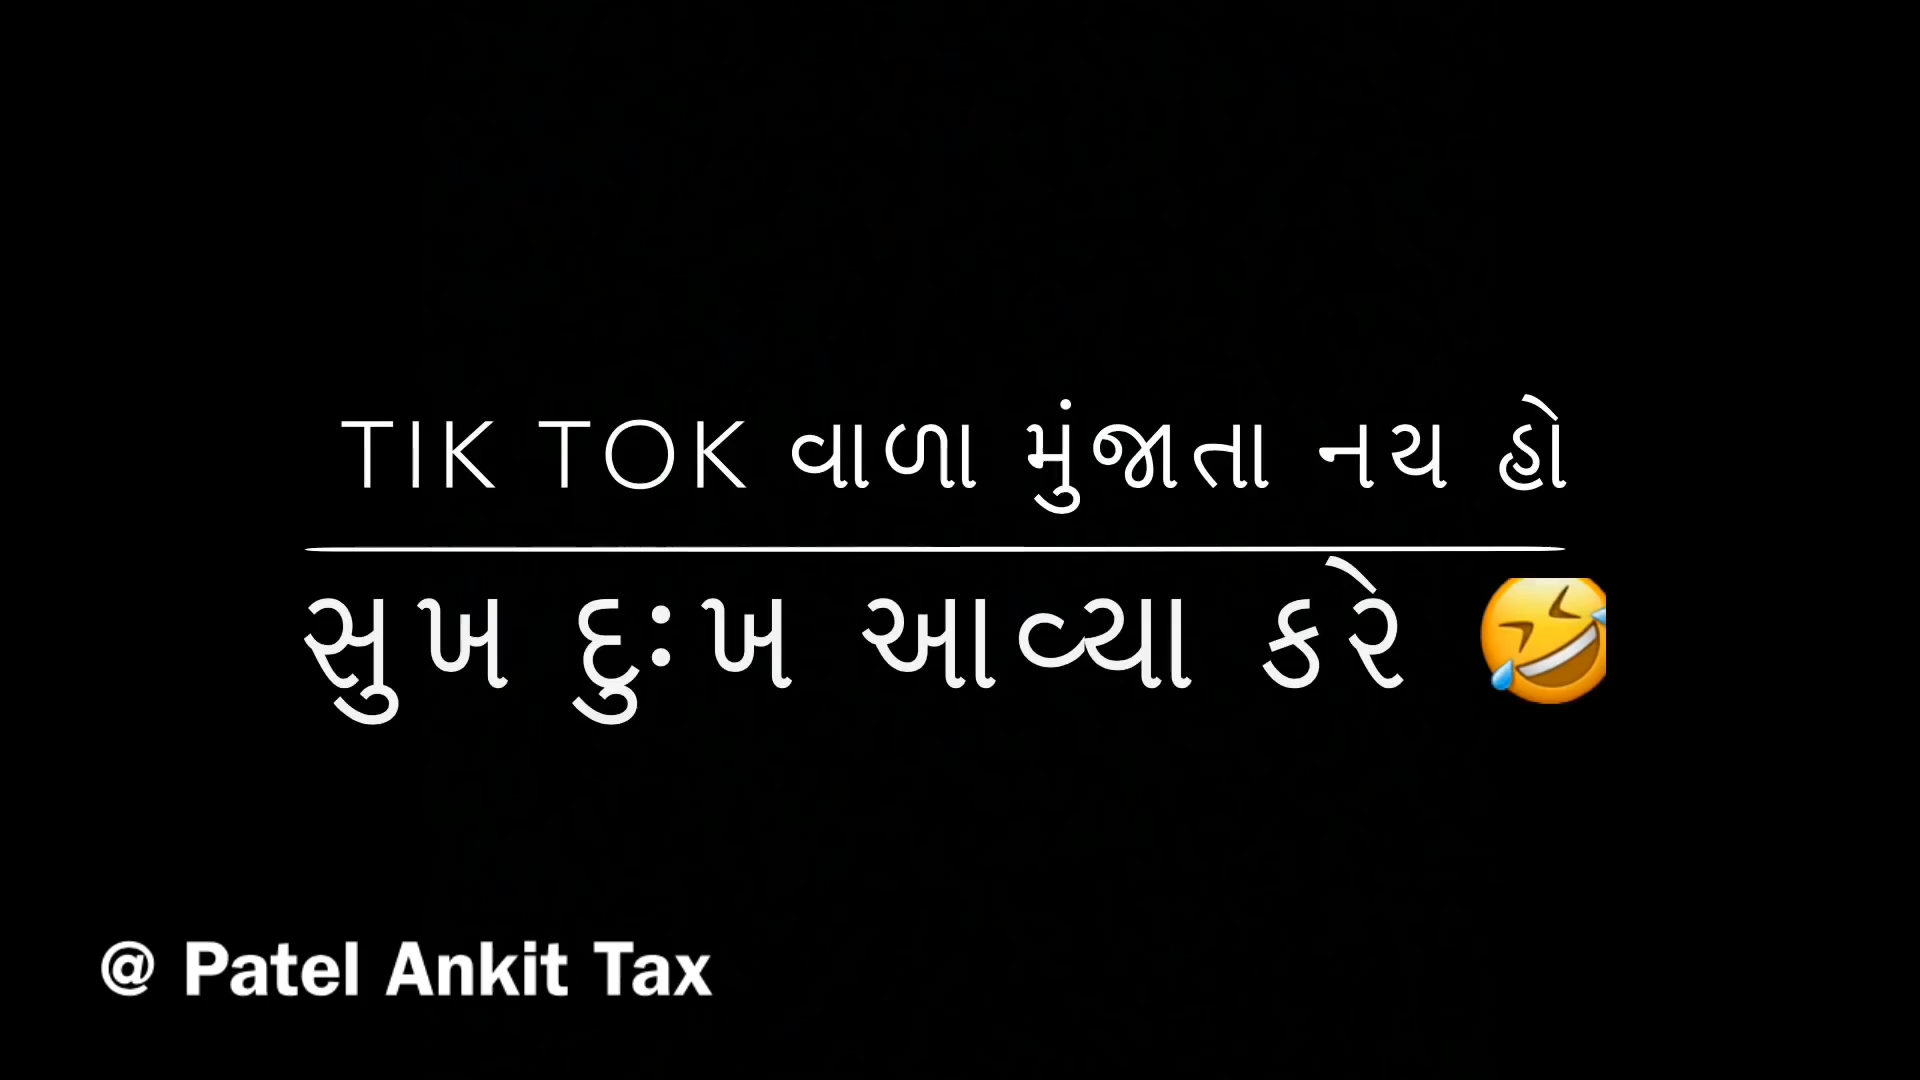 TIK TOK વાળા મુંજાતા નય હો
સુખ દુઃખ આવ્યા કરે 🤣
@ Patel Ankit Tax